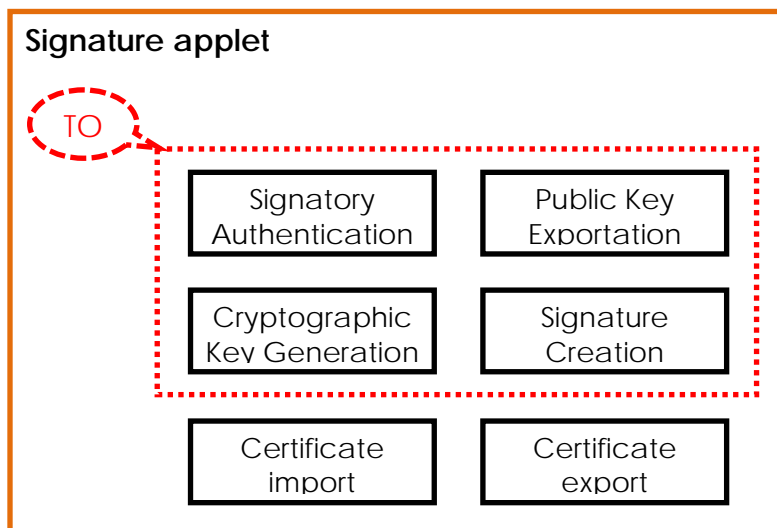 Signature applet
TO
Signatory
Authentication
Public Key
Exportation
Cryptographic
Key Generation
Signature
Creation
Certificate
import
Certificate
export